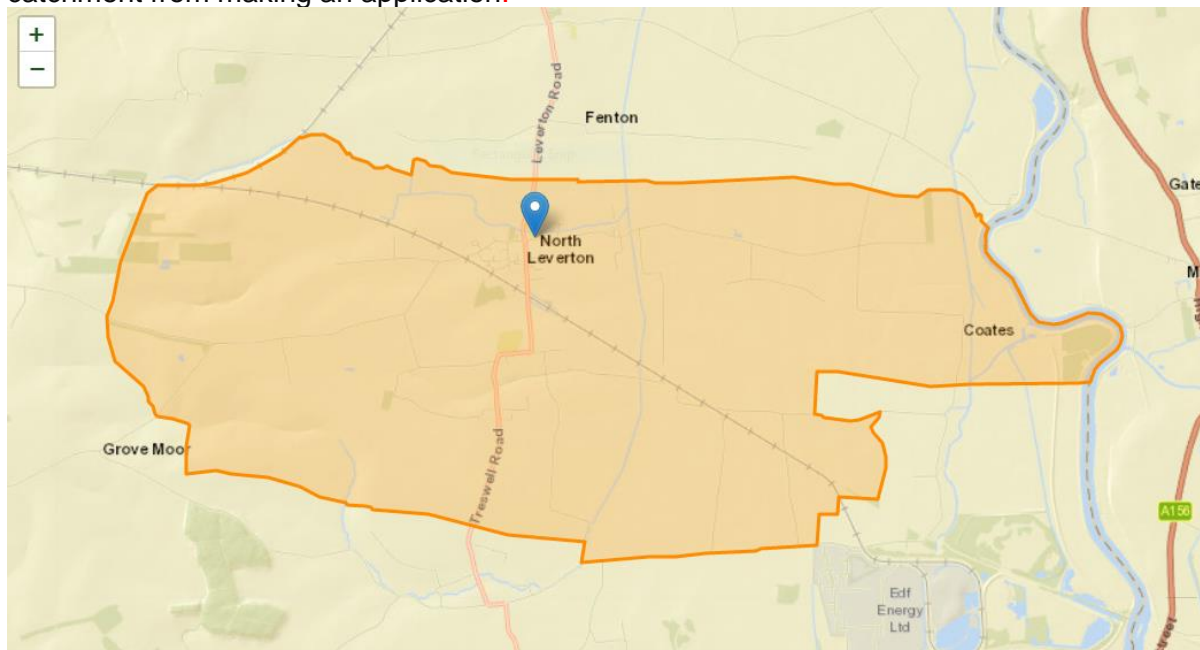 catchment from making an application.
+
−
Leverton Road
Fenton
Gate
North
Leverton
M
Coates
Grove Moor
Treswell Road
A156
Edf
Energy
Ltd
street